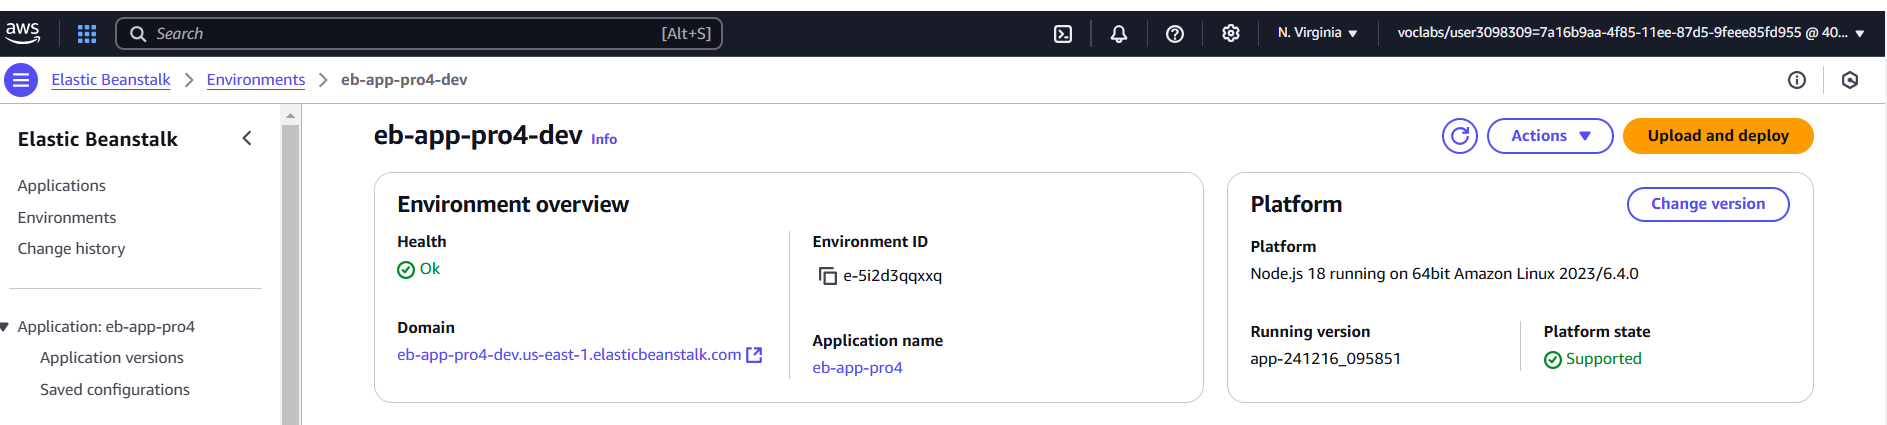 aws
Search [Alt+S]
N. Virginia
voclabs/user3098309=7a16b9aa-4f85-11ee-87d5-9feee85fd955 @ 40...
Elastic Beanstalk > Environments > eb-app-pro4-dev
Elastic Beanstalk
Applications
Environments
Change history
Application: eb-app-pro4
Application versions
Saved configurations
eb-app-pro4-dev Info
Actions
Upload and deploy
Environment overview
Health
Ok
Domain
eb-app-pro4-dev.us-east-1.elasticbeanstalk.com
Environment ID
e-5i2d3qqxxq
Application name
eb-app-pro4
Platform
Change version
Platform
Node.js 18 running on 64bit Amazon Linux 2023/6.4.0
Running version
app-241216_095851
Platform state
Supported